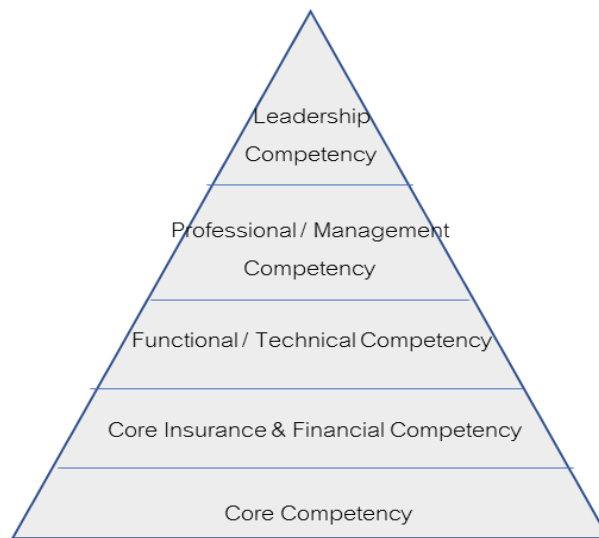 Leadership
Competency
Professional / Management
Competency
Functional / Technical Competency
Core Insurance & Financial Competency
Core Competency